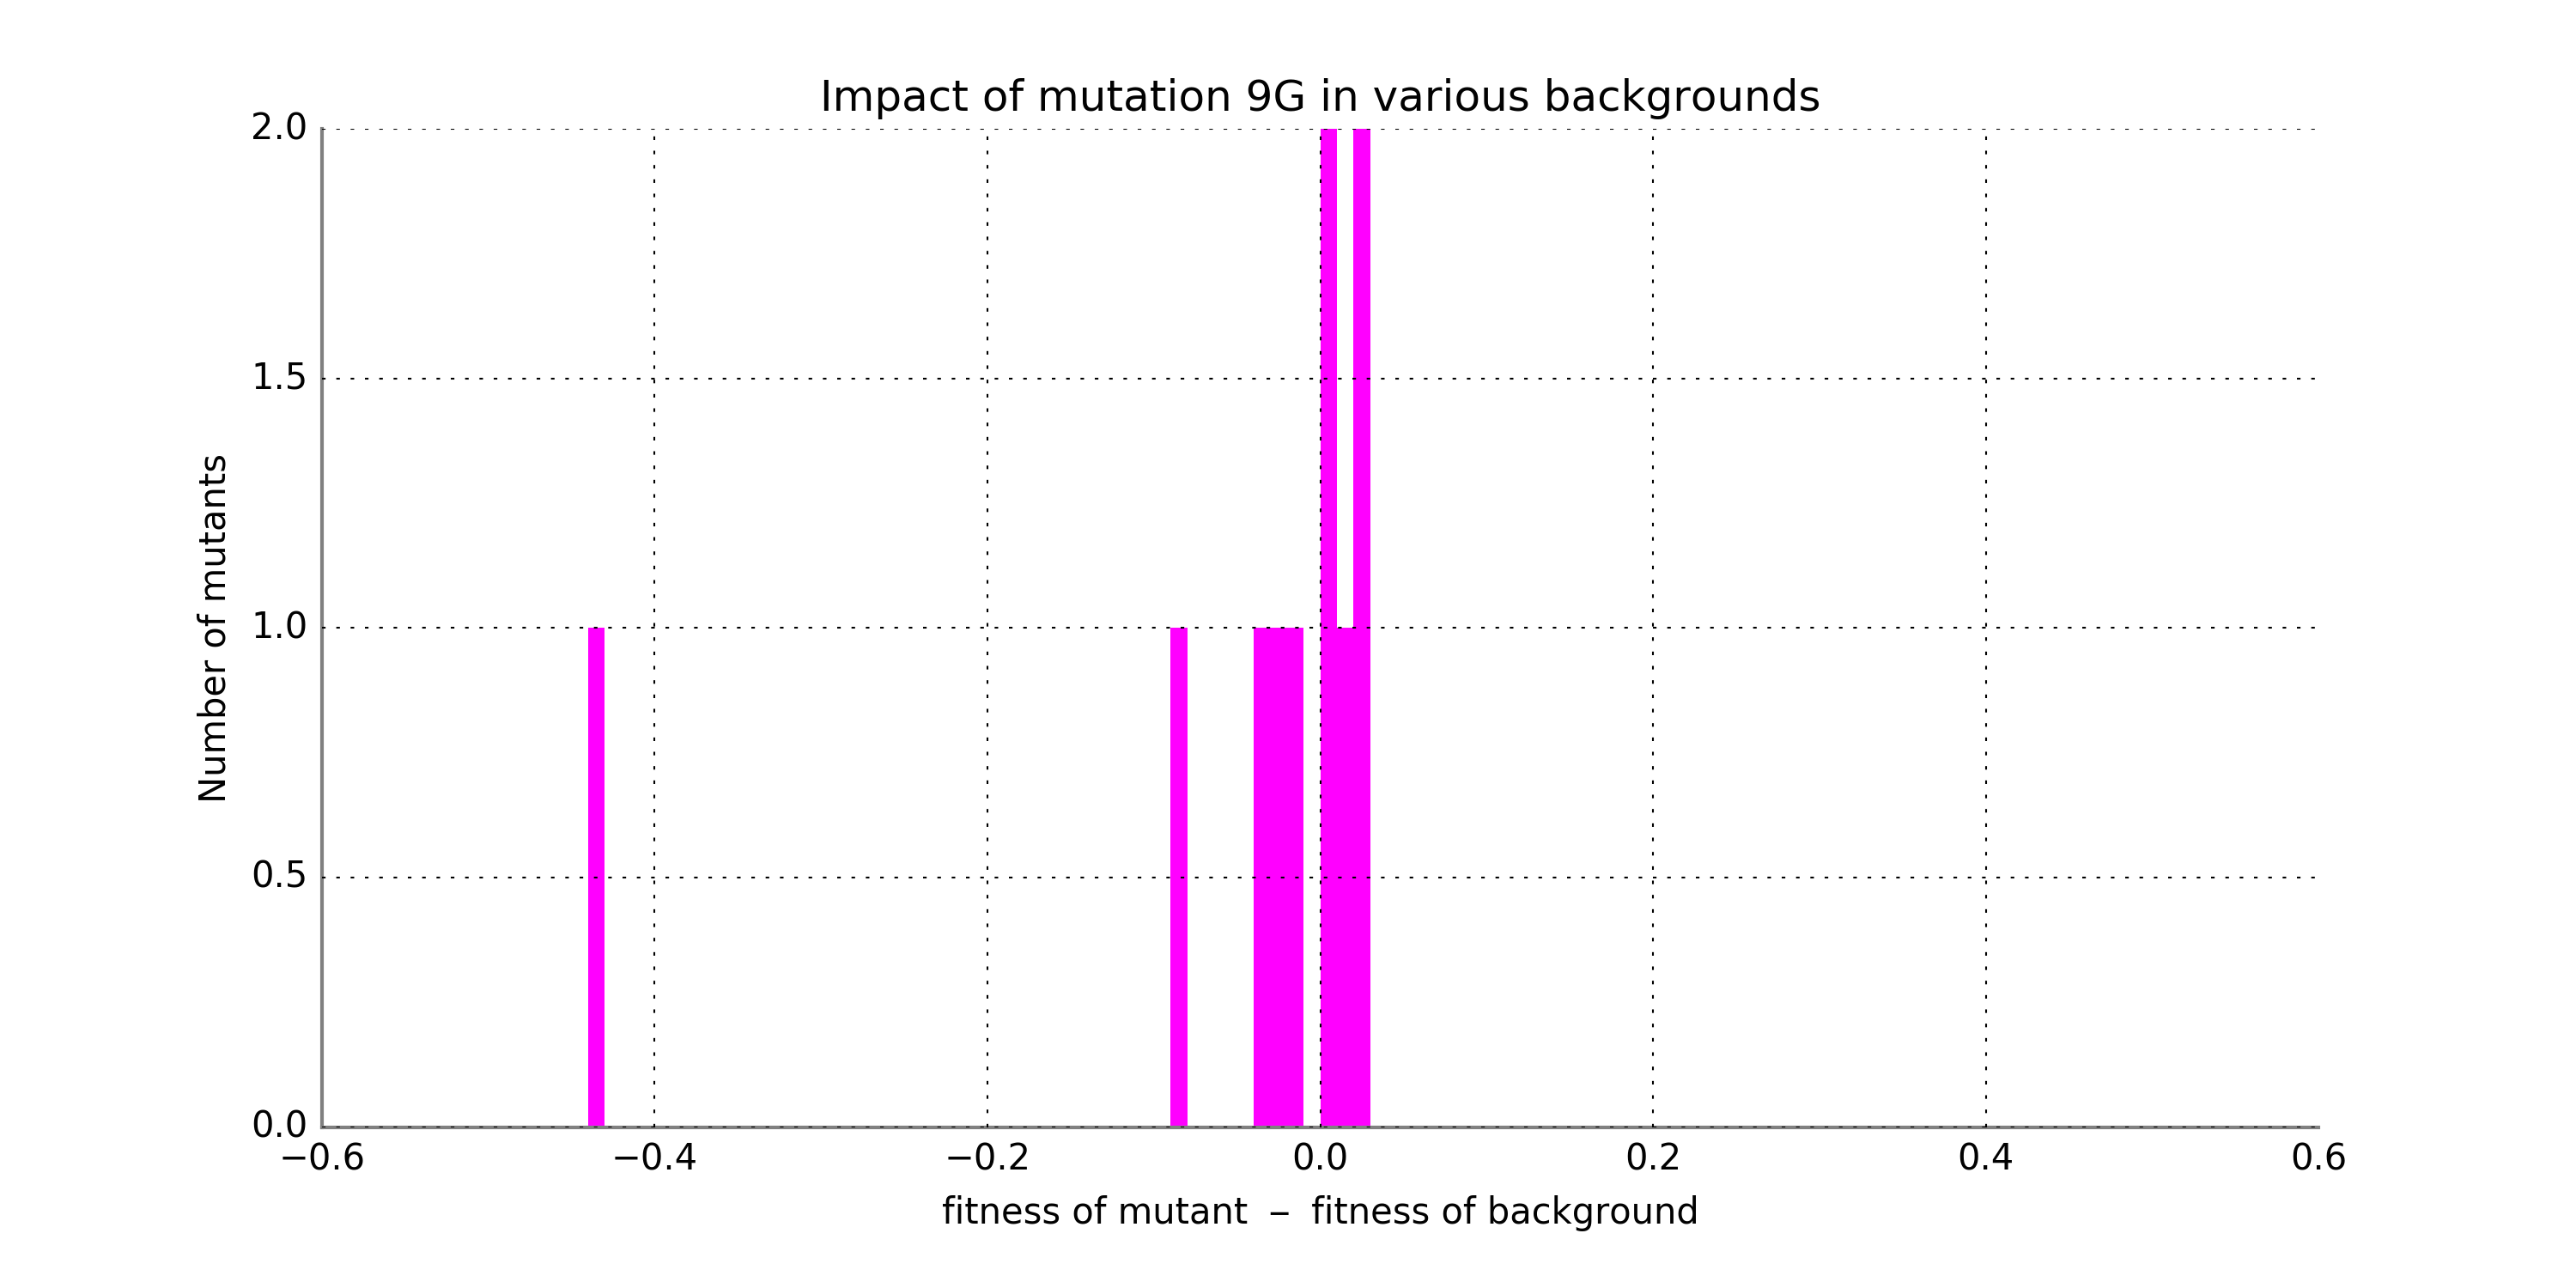 Impact of mutation 9G in various backgrounds
2.0
1.5
1.0
0.5
0.0
Number of mutants
−0.6 −0.4 −0.2 0.0 0.2 0.4 0.6
fitness of mutant − fitness of background